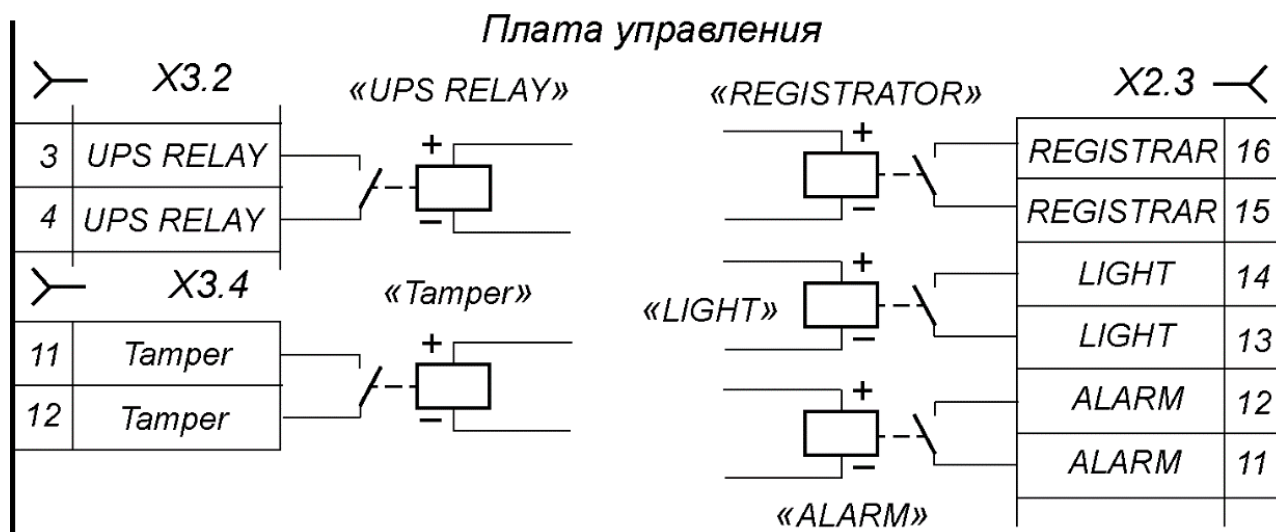 Плата управления
X3.2
«UPS RELAY»
3 UPS RELAY
+
4 UPS RELAY
−
X3.4
«Tamper»
11 Tamper
+
12 Tamper
−
«REGISTRATOR»
X2.3
+
REGISTRAR 16
−
REGISTRAR 15
«LIGHT»
+
LIGHT 14
−
LIGHT 13
+
ALARM 12
−
ALARM 11
«ALARM»